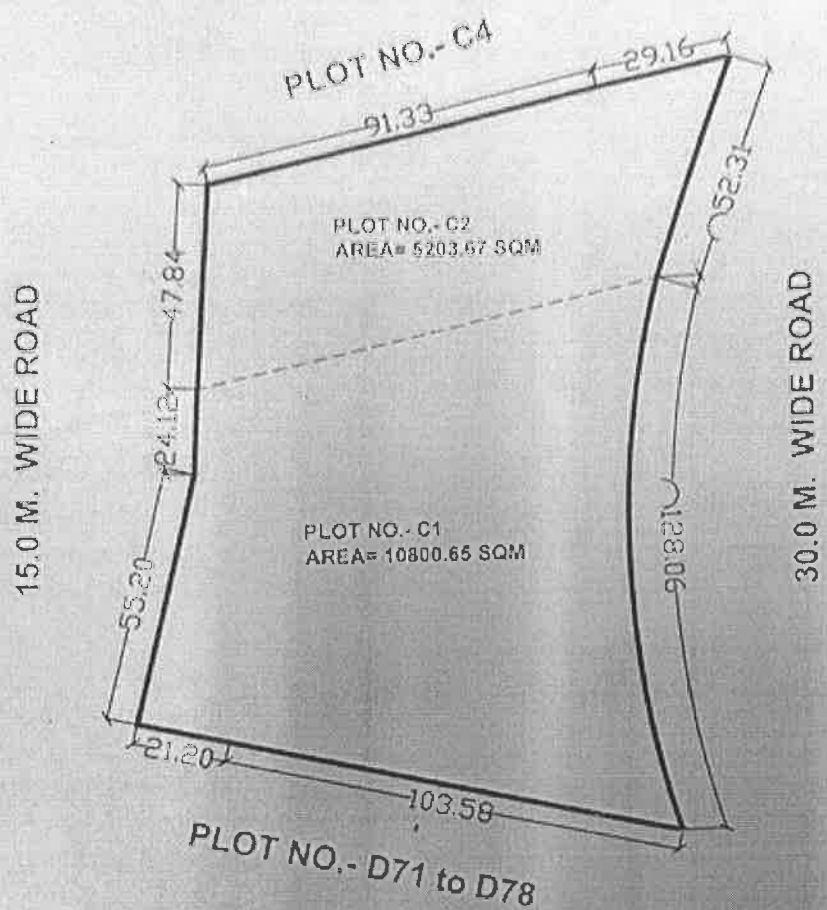 PLOT NO.- C4
29.16
91.33
52.31
PLOT NO.- C2
AREA= 5203.67 SQM
47.84
15.0 M. WIDE ROAD
30.0 M. WIDE ROAD
24.12
PLOT NO.- C1
AREA= 10800.65 SQM
128.06
55.20
21.20
103.58
PLOT NO.- D71 to D78